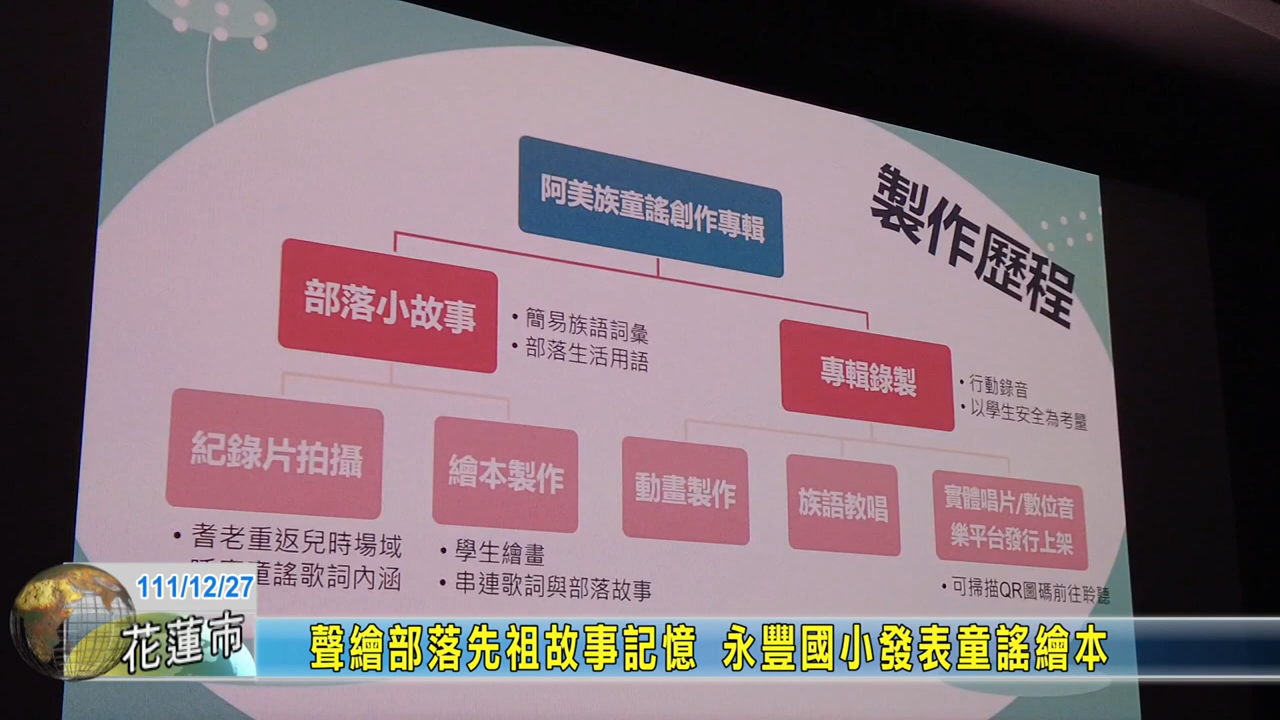 製作歷程
阿美族童謠創作專輯
部落小故事
• 簡易族語詞彙
• 部落生活用語
專輯錄製
• 行動錄音
• 以學生安全為考量
紀錄片拍攝
• 耆老重返兒時場域
童謠歌詞內涵
繪本製作
• 學生繪畫
• 串連歌詞與部落故事
動畫製作
族語教唱
實體唱片/數位音
樂平台發行上架
• 可掃描QR圖碼前往聆聽
111/12/27
花蓮市
聲繪部落先祖故事記憶 永豐國小發表童謠繪本